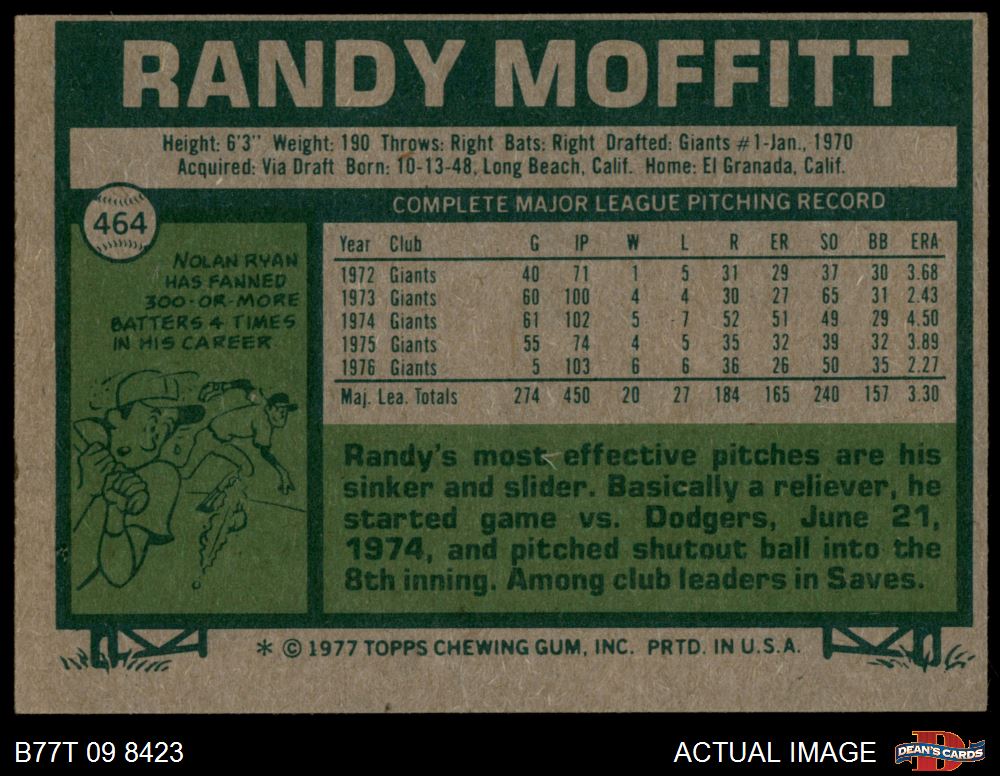 RANDY MOFFITT
Height: 6'3" Weight: 190 Throws: Right Bats: Right Drafted: Giants #1-Jan., 1970
Acquired: Via Draft Born: 10-13-48, Long Beach, Calif. Home: El Granada, Calif.
464
NOLAN RYAN
HAS FANNED
300-OR-MORE
BATTERS 4 TIMES
IN HIS CAREER
COMPLETE MAJOR LEAGUE PITCHING RECORD
Year Club G IP W L R ER SO BB ERA
1972 Giants 40 71 1 5 31 29 37 30 3.68
1973 Giants 60 100 4 4 30 27 65 31 2.43
1974 Giants 61 102 5 7 52 51 49 29 4.50
1975 Giants 55 74 4 5 35 32 39 32 3.89
1976 Giants 5 103 6 6 36 26 50 35 2.27
Maj. Lea. Totals 274 450 20 27 184 165 240 157 3.30
Randy's most effective pitches are his
sinker and slider. Basically a reliever, he
started game vs. Dodgers, June 21,
1974, and pitched shutout ball into the
8th inning. Among club leaders in Saves.
* © 1977 TOPPS CHEWING GUM, INC. PRTD. IN U.S.A.
B77T 09 8423
ACTUAL IMAGE
D
DEAN'S CARDS